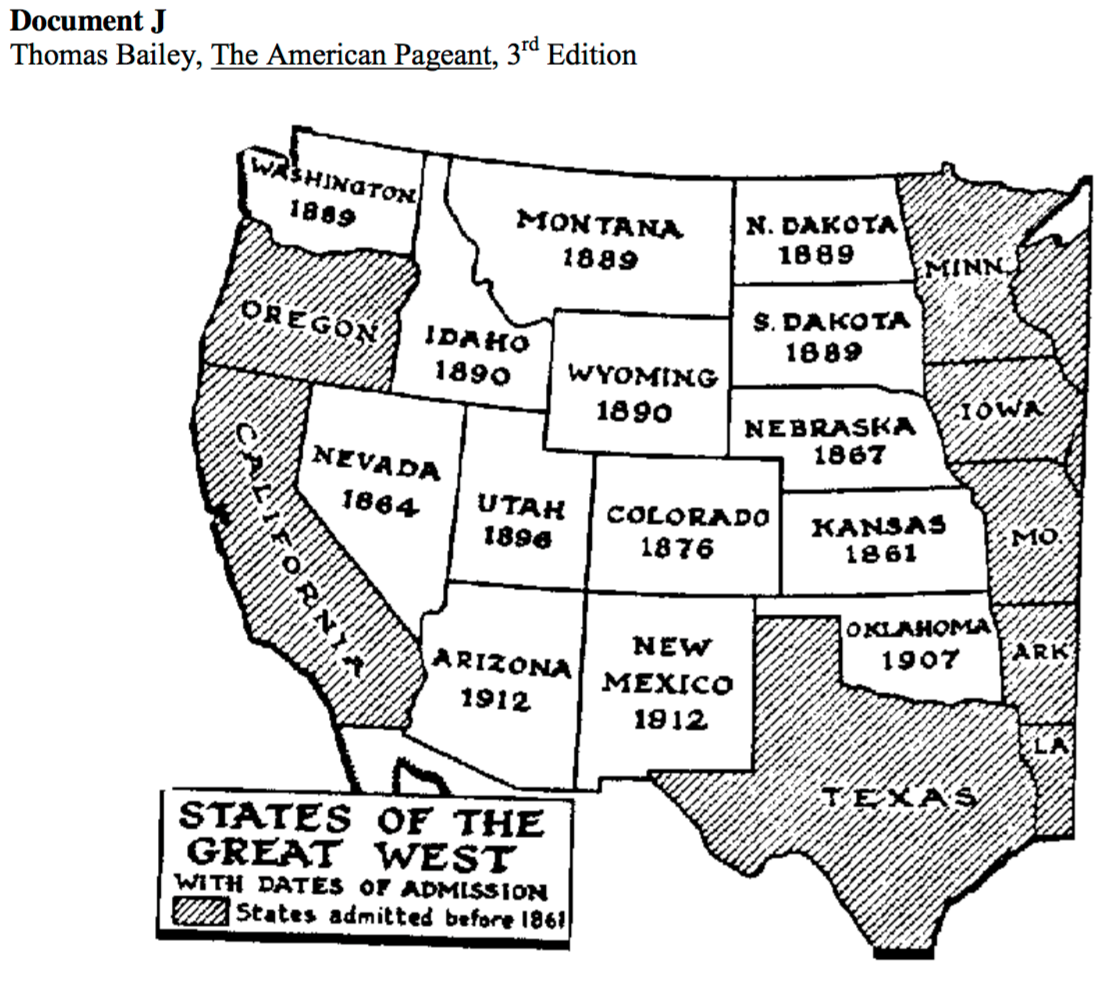 Document J
Thomas Bailey, The American Pageant, 3rd Edition
WASHINGTON
1889
MONTANA
1889
N. DAKOTA
1889
MINN.
OREGON
IDAHO
1890
S. DAKOTA
1889
WYOMING
1890
IOWA
NEBRASKA
1867
CALIFORNIA
NEVADA
1864
UTAH
1896
COLORADO
1876
KANSAS
1861
MO.
ARIZONA
1912
NEW
MEXICO
1912
OKLAHOMA
1907
ARK
LA
TEXAS
STATES OF THE
GREAT WEST
WITH DATES OF ADMISSION
States admitted before 1861